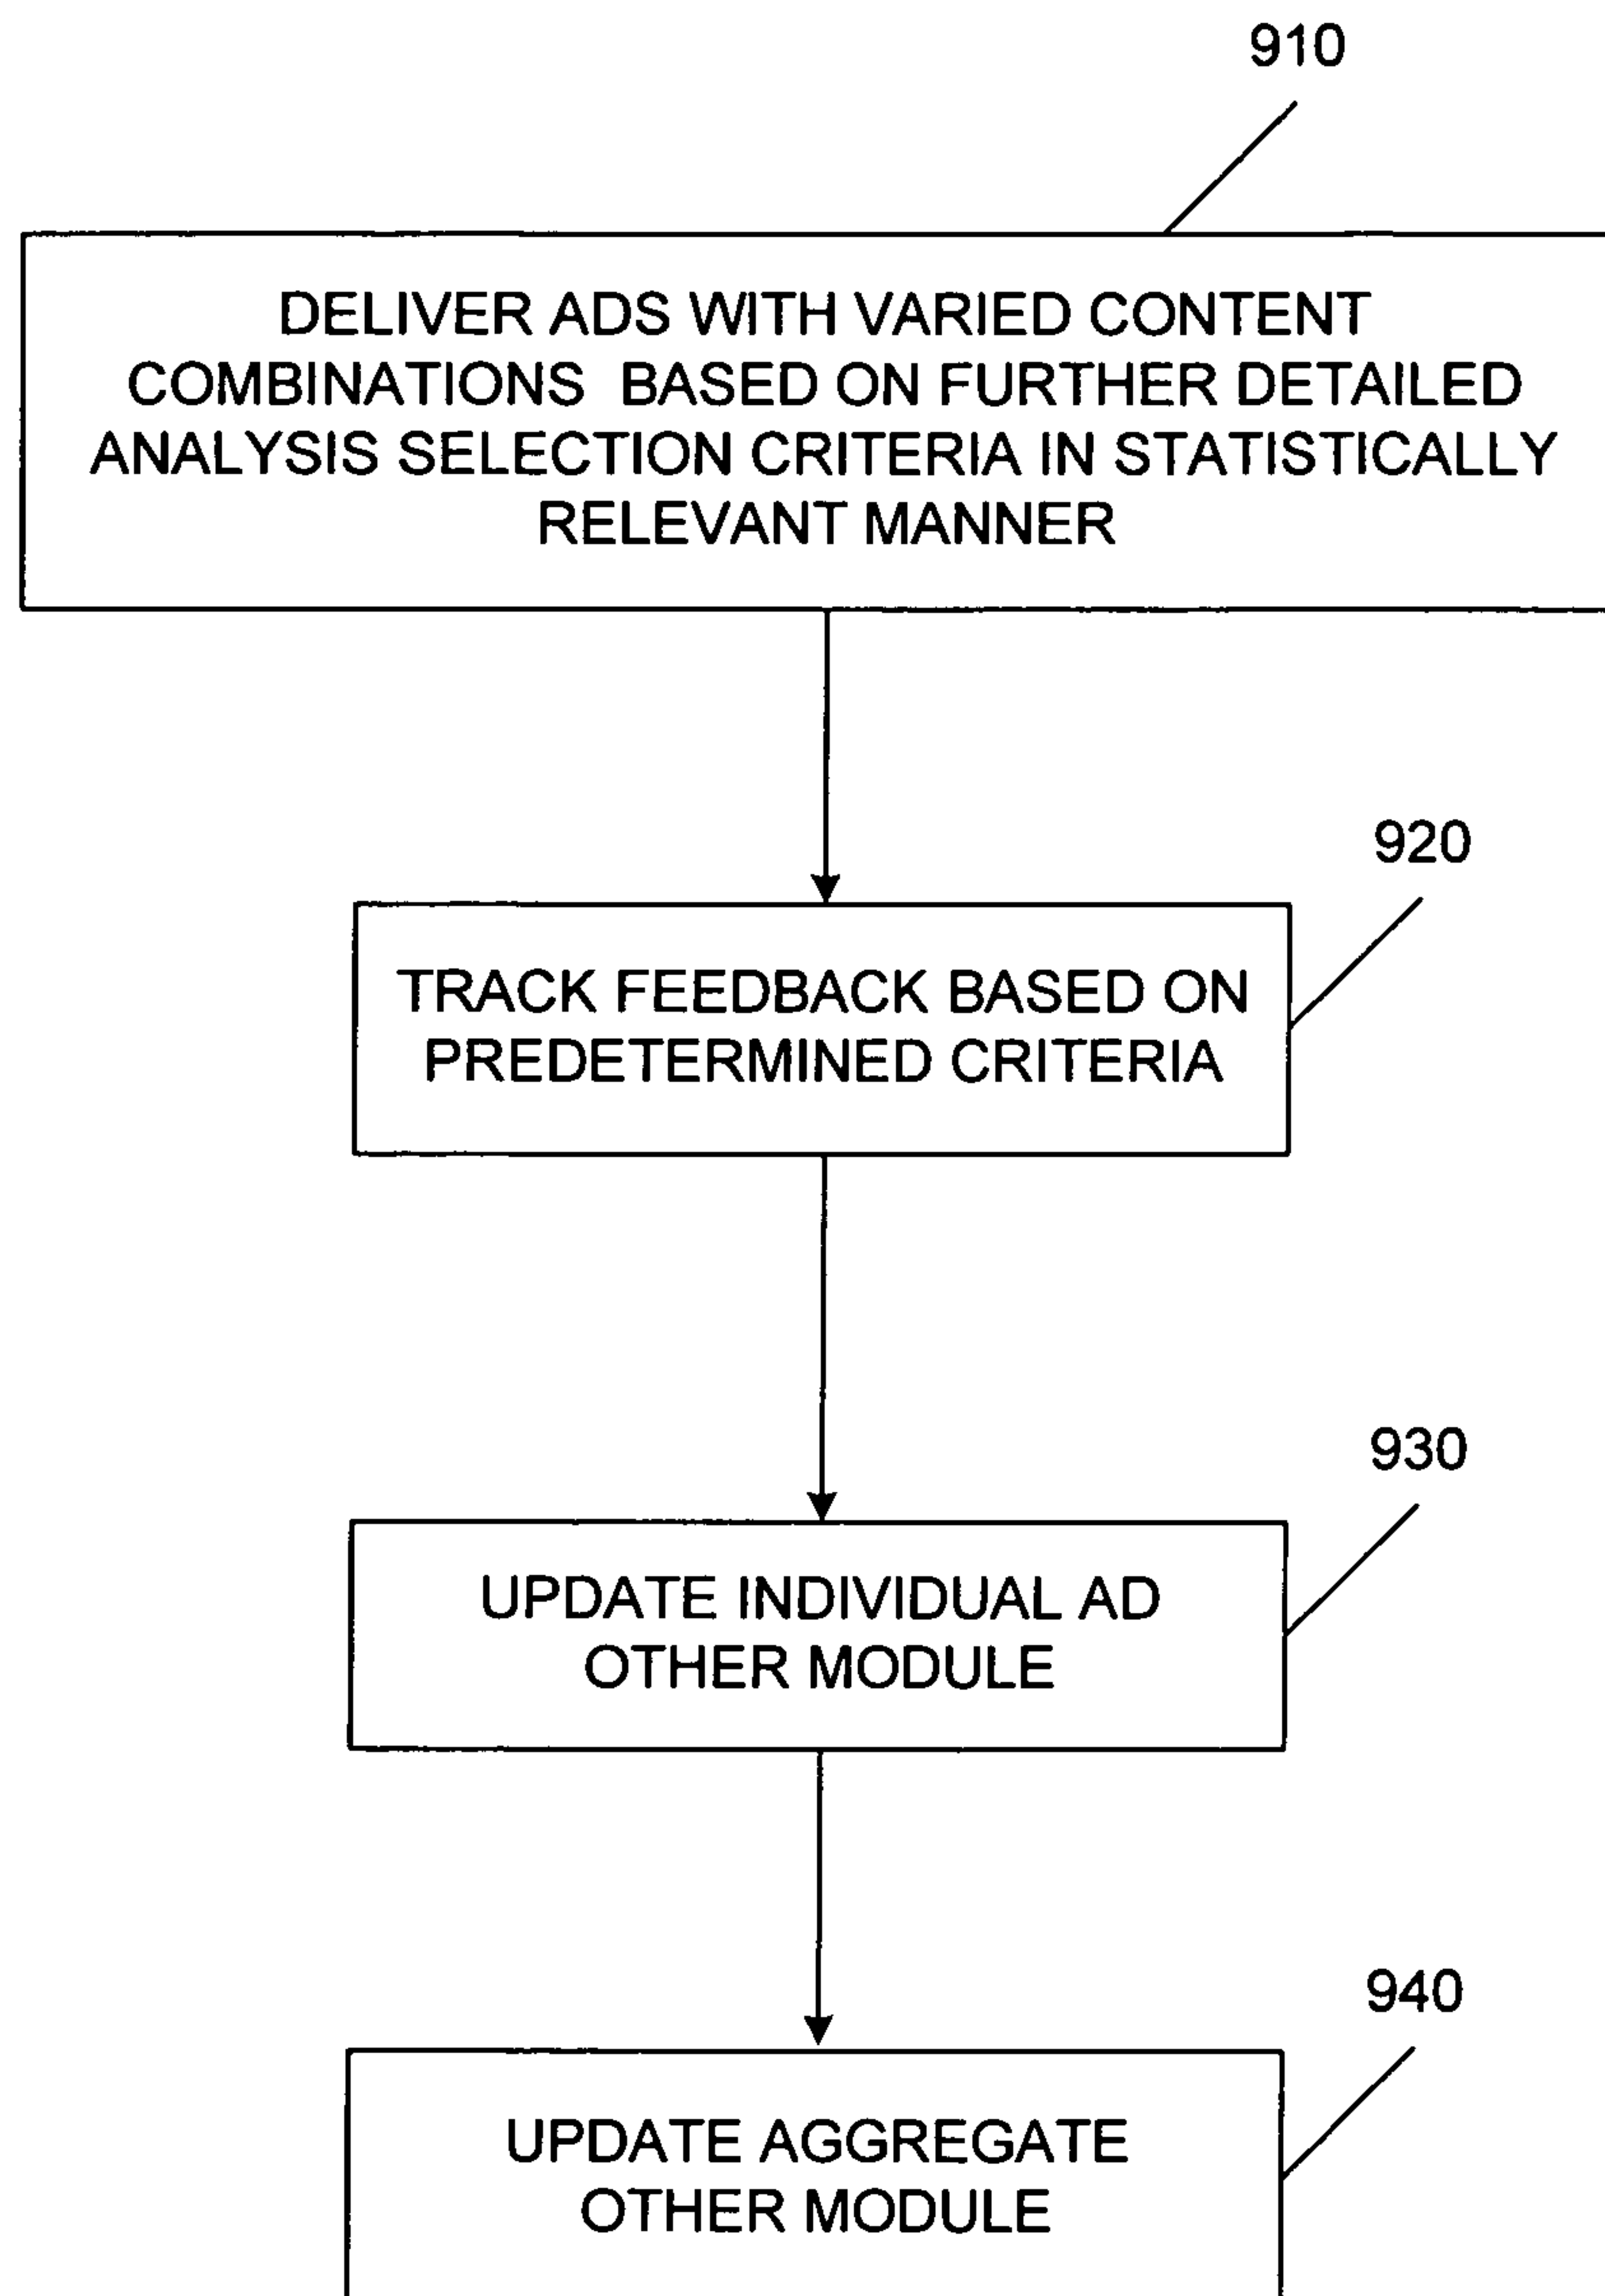 910
DELIVER ADS WITH VARIED CONTENT
COMBINATIONS BASED ON FURTHER DETAILED
ANALYSIS SELECTION CRITERIA IN STATISTICALLY
RELEVANT MANNER
920
TRACK FEEDBACK BASED ON
PREDETERMINED CRITERIA
930
UPDATE INDIVIDUAL AD
OTHER MODULE
940
UPDATE AGGREGATE
OTHER MODULE